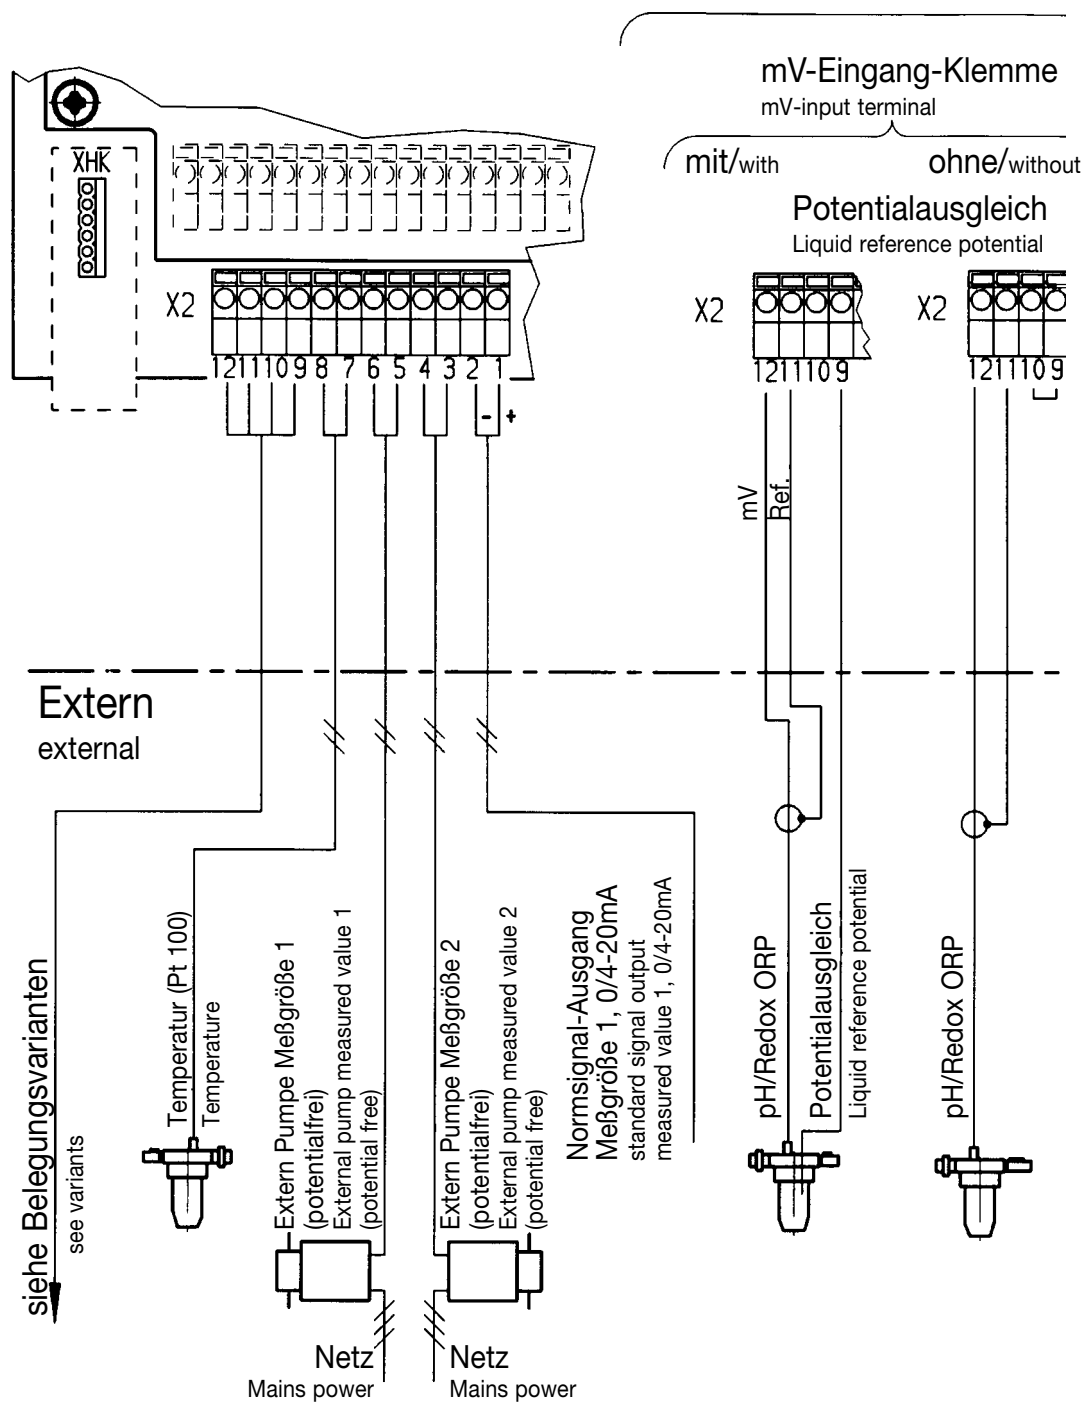 mV-Eingang-Klemme
mV-input terminal
mit/with
ohne/without
Potentialausgleich
Liquid reference potential
XHK
X2
12 11 10 9 8 7 6 5 4 3 2 1
- +
X2
12 11 10 9
X2
12 11 10 9
mV
Ref.
Extern
external
siehe Belegungsvarianten
see variants
Temperatur (Pt 100)
Temperature
Extern Pumpe Meßgröße 1
(potentialfrei)
External pump measured value 1
(potential free)
Extern Pumpe Meßgröße 2
(potentialfrei)
External pump measured value 2
(potential free)
Normsignal-Ausgang
Meßgröße 1, 0/4-20mA
standard signal output
measured value 1, 0/4-20mA
pH/Redox ORP
Potentialausgleich
Liquid reference potential
pH/Redox ORP
Netz
Mains power
Netz
Mains power